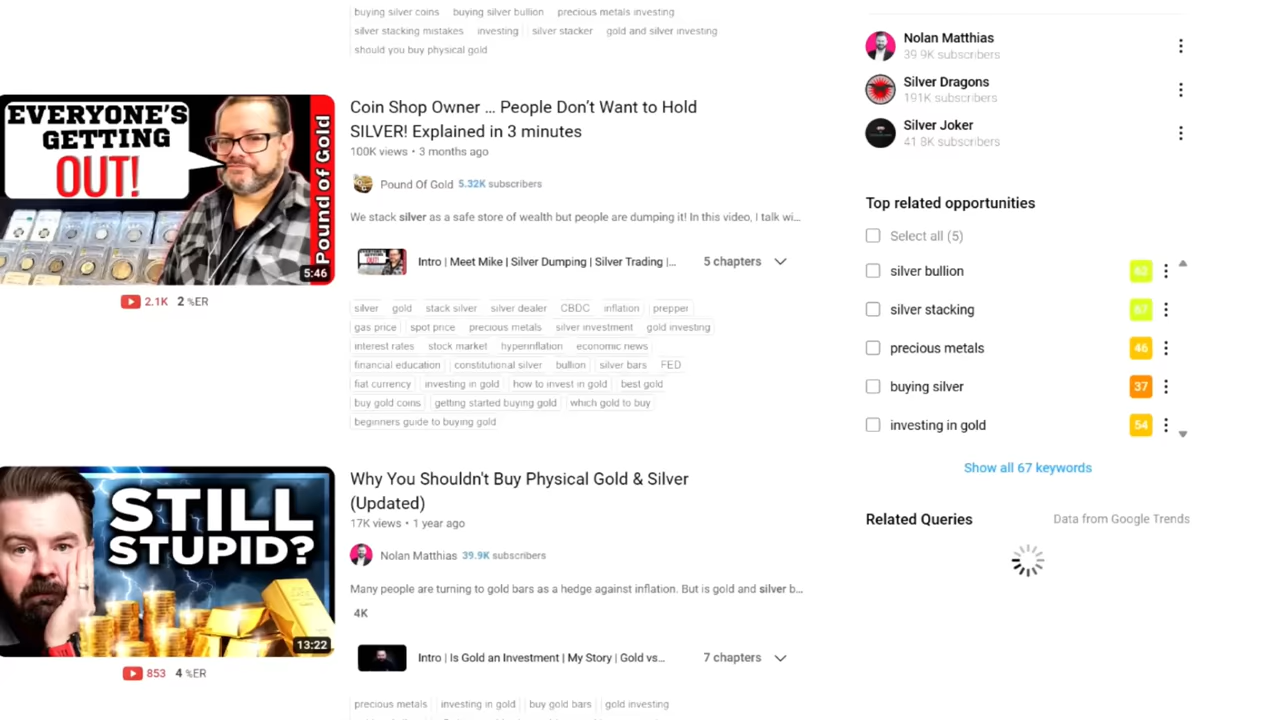 buying silver coins buying silver bullion precious metals investing
silver stacking mistakes investing silver stacker gold and silver investing
should you buy physical gold
EVERYONE'S
GETTING
OUT!
Pound of Gold
5:46
2.1K 2 %ER
Coin Shop Owner ... People Don't Want to Hold
SILVER! Explained in 3 minutes
100K views • 3 months ago
Pound Of Gold 5.32K subscribers
We stack silver as a safe store of wealth but people are dumping it! In this video, I talk wi...
Intro | Meet Mike | Silver Dumping | Silver Trading |... 5 chapters
silver gold stack silver silver dealer CBDC inflation prepper
gas price spot price precious metals silver investment gold investing
interest rates stock market hyperinflation economic news
financial education constitutional silver bullion silver bars FED
fiat currency investing in gold how to invest in gold best gold
buy gold coins getting started buying gold which gold to buy
beginners guide to buying gold
STILL
STUPID?
13:22
853 4 %ER
Why You Shouldn't Buy Physical Gold & Silver
(Updated)
17K views • 1 year ago
Nolan Matthias 39.9K subscribers
Many people are turning to gold bars as a hedge against inflation. But is gold and silver b...
4K
Intro | Is Gold an Investment | My Story | Gold vs... 7 chapters
precious metals investing in gold buy gold bars gold investing
Nolan Matthias
39.9K subscribers
Silver Dragons
191K subscribers
Silver Joker
41.8K subscribers
Top related opportunities
Select all (5)
silver bullion 62
silver stacking 67
precious metals 46
buying silver 37
investing in gold 54
Show all 67 keywords
Related Queries Data from Google Trends